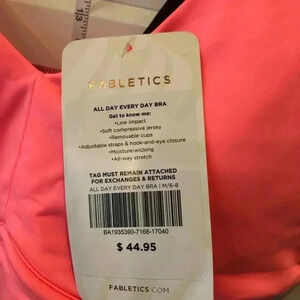 FABLETICS
ALL DAY EVERY DAY BRA
Get to know me:
•Low impact
•Soft compressive jersey
•Removable cups
•Adjustable straps & hook-and-eye closure
•Moisture-wicking
•All-way stretch
TAG MUST REMAIN ATTACHED
FOR EXCHANGES & RETURNS
ALL DAY EVERY DAY BRA | M/6-8
BA1935390-7168-17040
$ 44.95
FABLETICS.COM